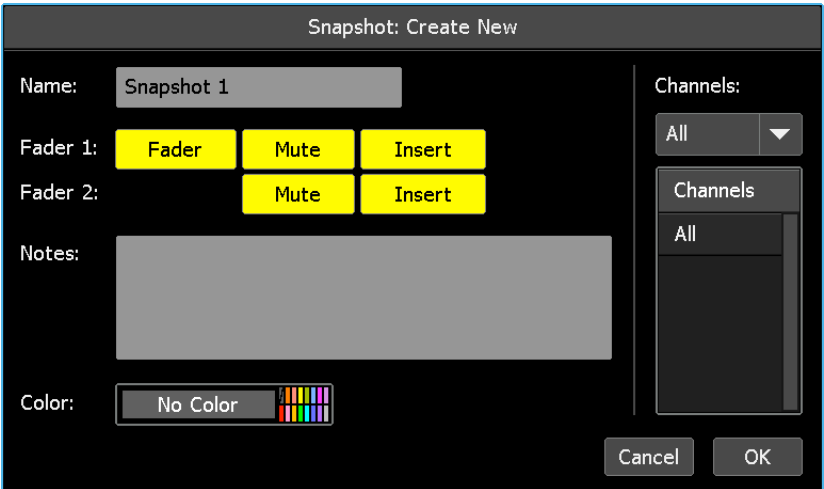 Snapshot: Create New
Name: Snapshot 1
Fader 1: Fader Mute Insert
Fader 2: Mute Insert
Notes:
Color: No Color
Channels:
All
Channels
All
Cancel OK